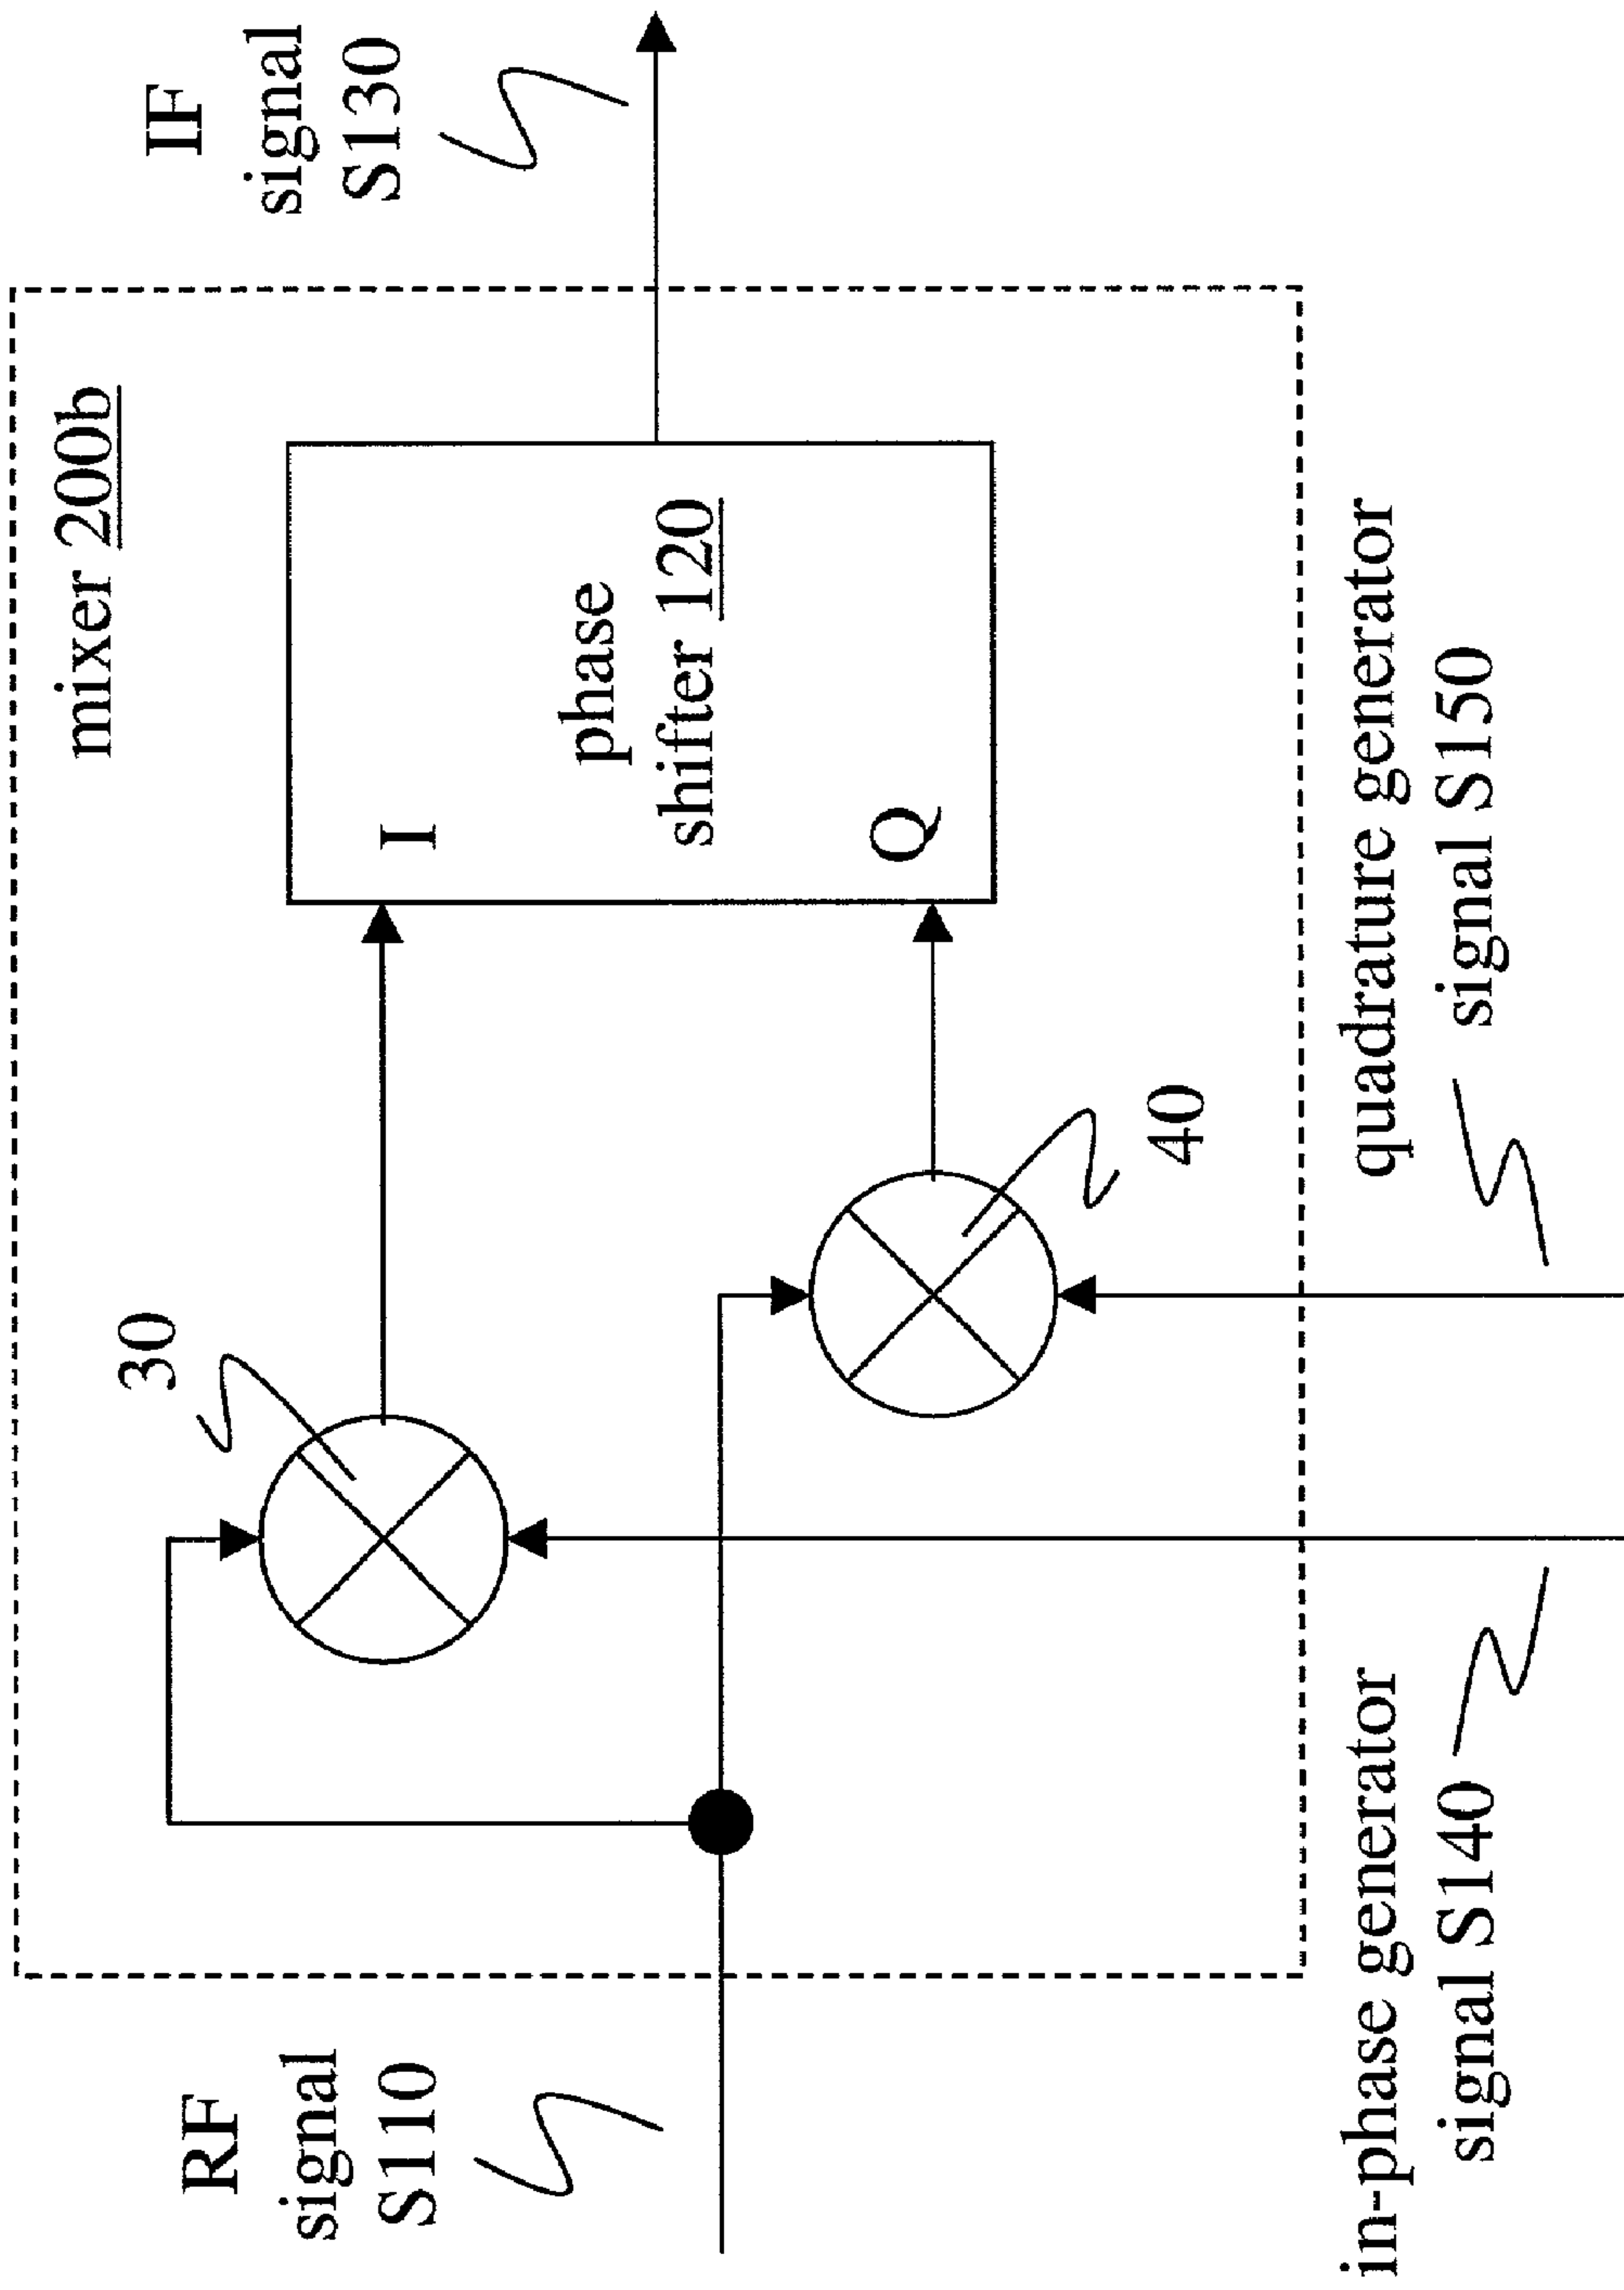 mixer 200b
IF
signal
S130
30
I
phase
shifter 120
Q
RF
signal
S110
40
in-phase generator
signal S140
quadrature generator
signal S150